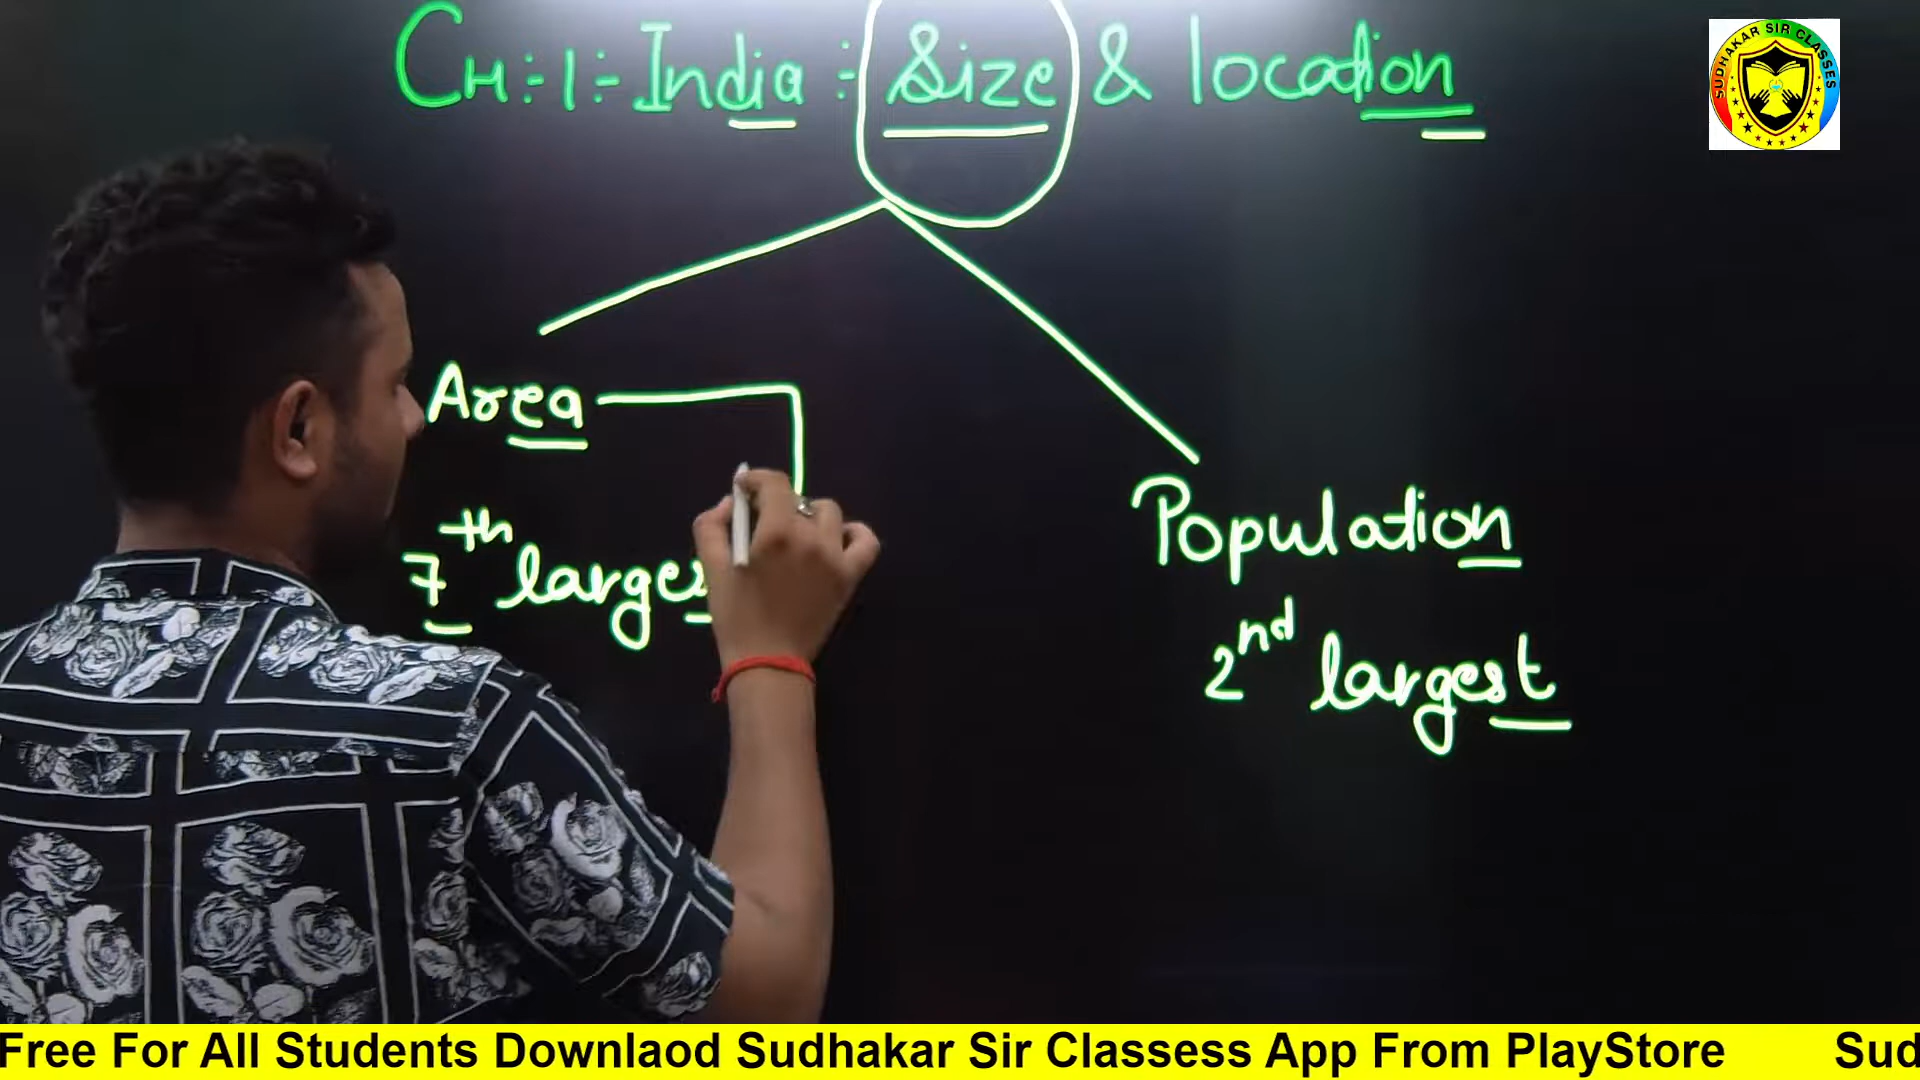 CH:-1:- India : Size & location
Area
7th larges
Population
2nd largest
SUDHAKAR SIR CLASSES
Free For All Students Downlaod Sudhakar Sir Classess App From PlayStore Sud